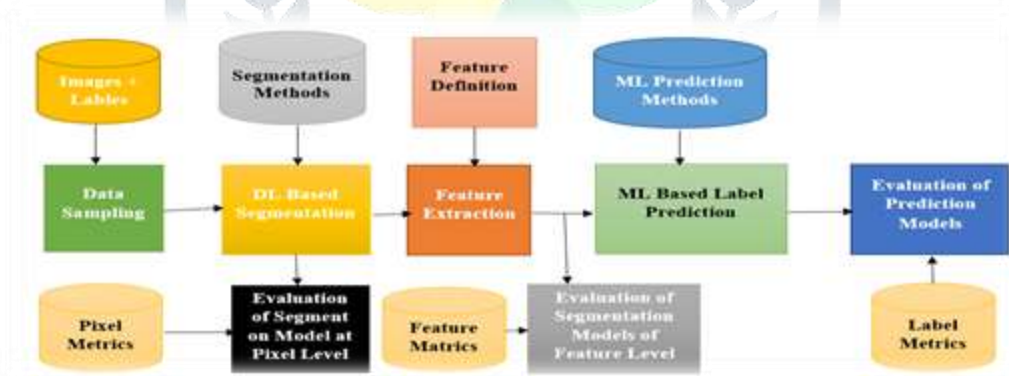 Images +
Lables
Segmentation
Methods
Feature
Definition
ML Prediction
Methods
Data
Sampling
DL Based
Segmentation
Feature
Extraction
ML Based Label
Prediction
Evaluation of
Prediction
Models
Pixel
Metrics
Evaluation
of Segment
on Model at
Pixel Level
Feature
Matrics
Evaluation of
Segmentation
Models of
Feature Level
Label
Metrics